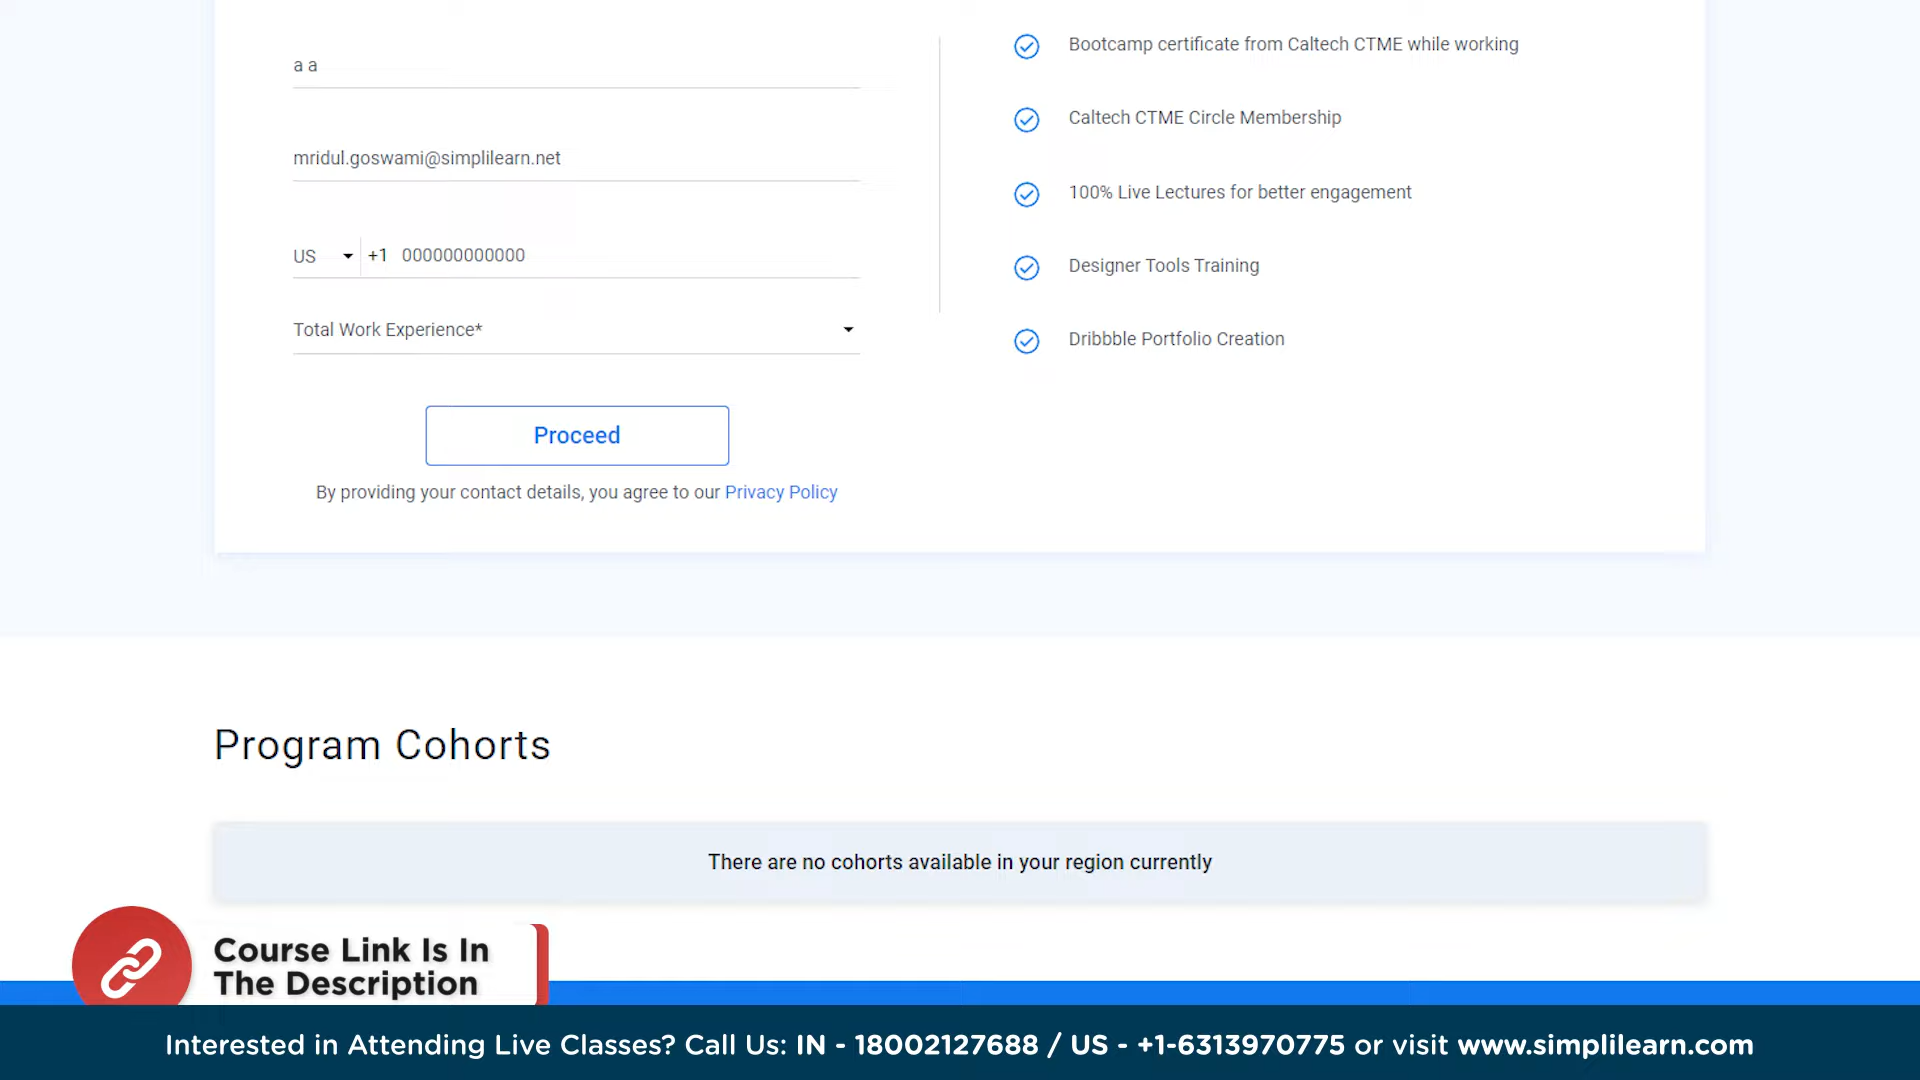 a a
mridul.goswami@simplilearn.net
US +1 000000000000
Total Work Experience*
Proceed
By providing your contact details, you agree to our Privacy Policy
Bootcamp certificate from Caltech CTME while working
Caltech CTME Circle Membership
100% Live Lectures for better engagement
Designer Tools Training
Dribbble Portfolio Creation
Program Cohorts
There are no cohorts available in your region currently
Course Link Is In
The Description
Interested in Attending Live Classes? Call Us: IN - 18002127688 / US - +1-6313970775 or visit www.simplilearn.com